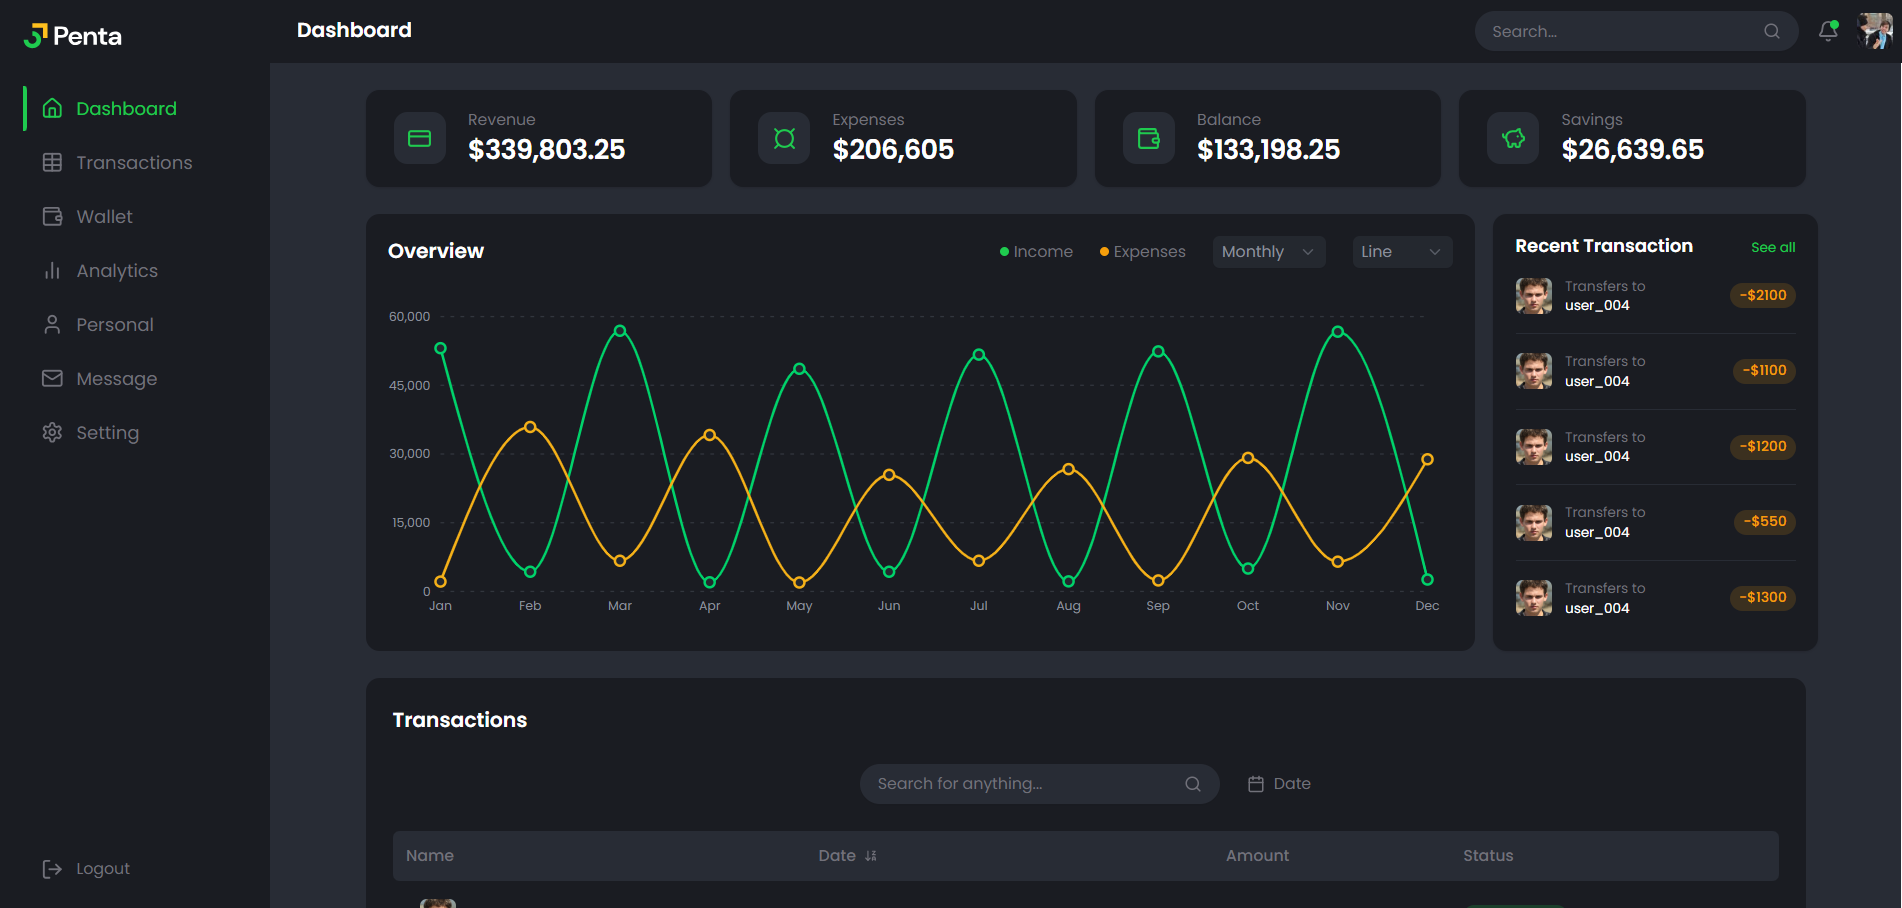 Penta
Dashboard
Search...
Dashboard
Transactions
Wallet
Analytics
Personal
Message
Setting
Logout
Revenue
$339,803.25
Expenses
$206,605
Balance
$133,198.25
Savings
$26,639.65
Overview
Income
Expenses
Monthly
Line
60,000
45,000
30,000
15,000
0
Jan Feb Mar Apr May Jun Jul Aug Sep Oct Nov Dec
Recent Transaction
See all
Transfers to
user_004
-$2100
Transfers to
user_004
-$1100
Transfers to
user_004
-$1200
Transfers to
user_004
-$550
Transfers to
user_004
-$1300
Transactions
Search for anything...
Date
Name Date Amount Status